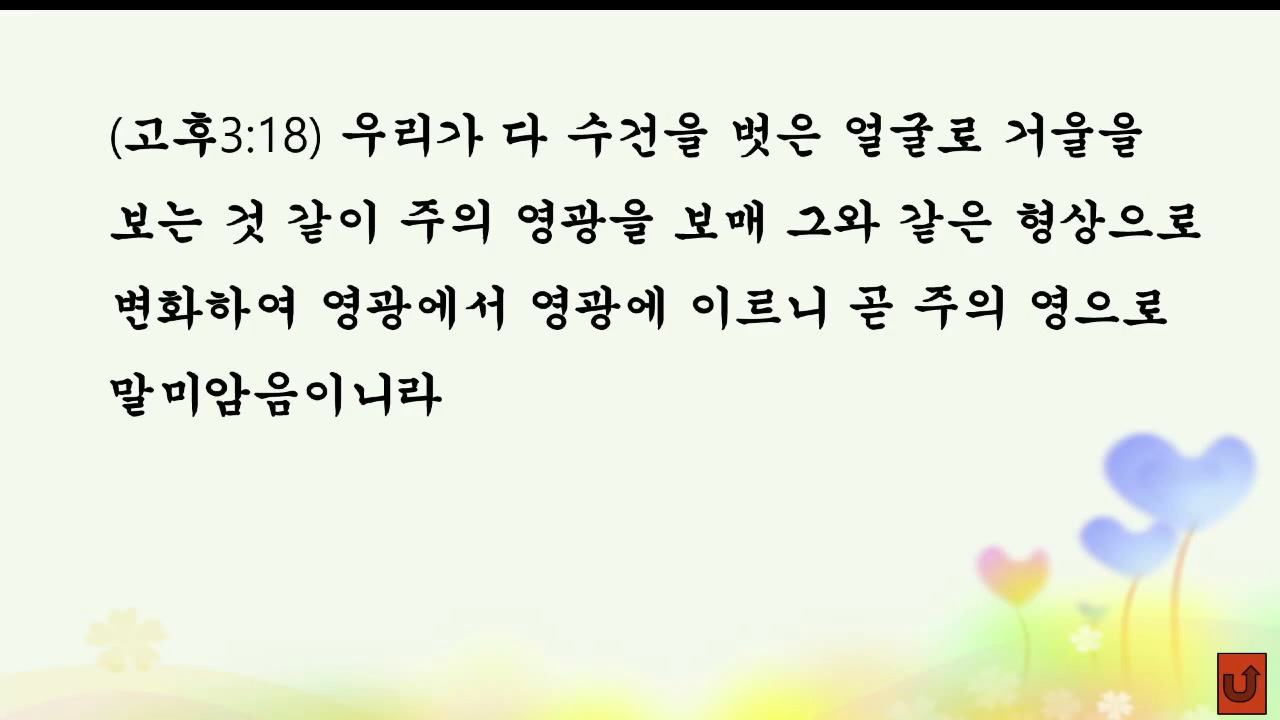 (고후3:18) 우리가 다 수건을 벗은 얼굴로 거울을
보는 것 같이 주의 영광을 보매 그와 같은 형상으로
변화하여 영광에서 영광에 이르니 곧 주의 영으로
말미암음이니라